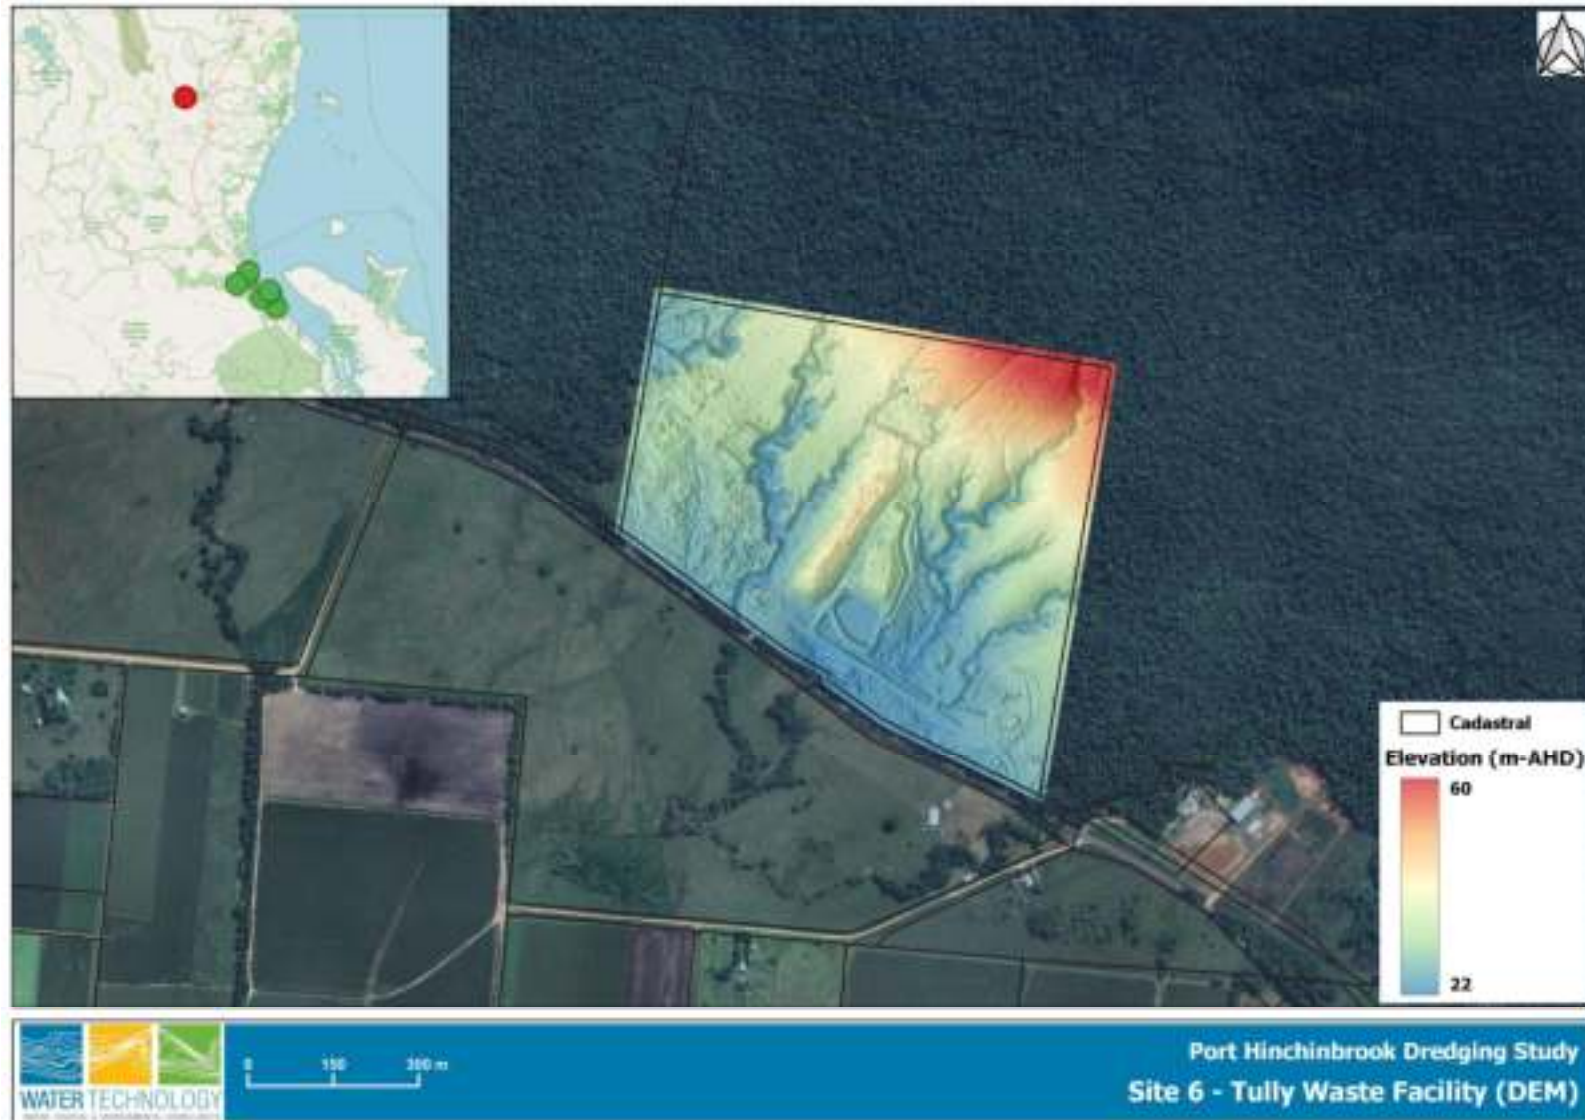 Cadastral
Elevation (m-AHD)
60
22
WATER TECHNOLOGY
0 150 300 m
Port Hinchinbrook Dredging Study
Site 6 - Tully Waste Facility (DEM)